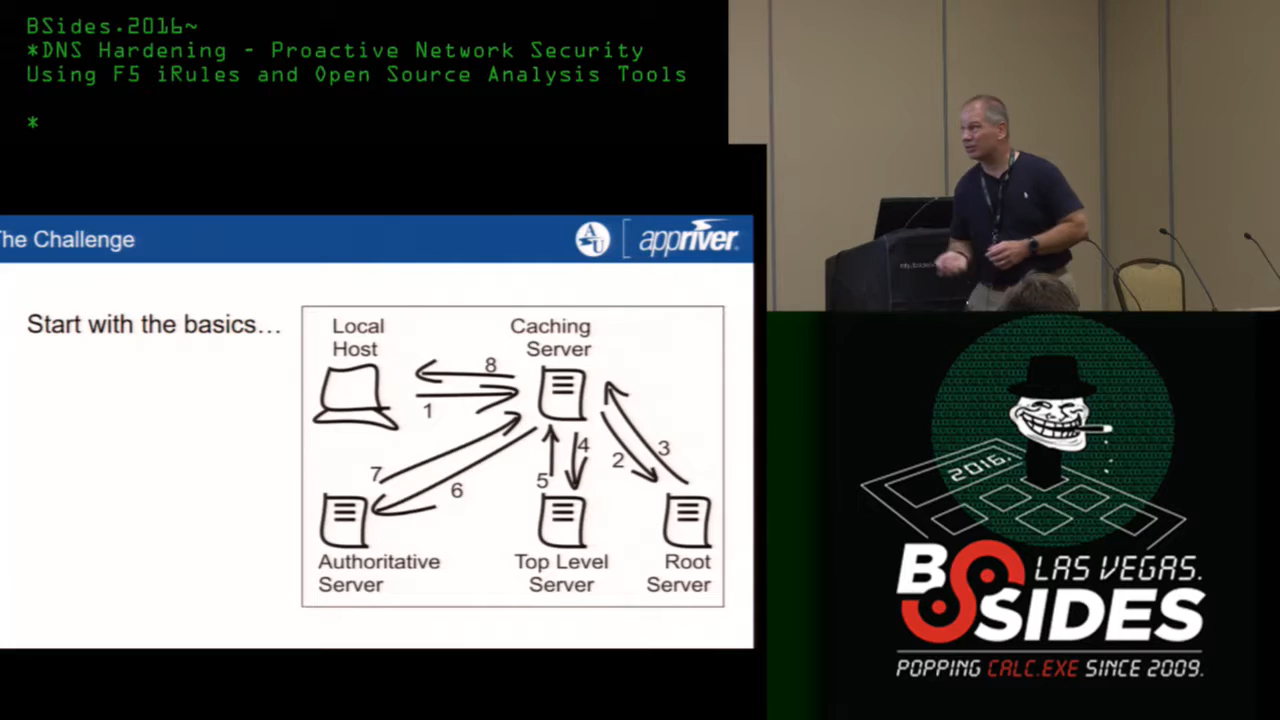 BSides.2016~
*DNS Hardening - Proactive Network Security
Using F5 iRules and Open Source Analysis Tools
*
The Challenge
AU
appriver
Start with the basics…
Local
Host
Caching
Server
8
1
7
6
5
4
2
3
Authoritative
Server
Top Level
Server
Root
Server
2016.
BSIDES
LAS VEGAS.
POPPING CALC.EXE SINCE 2009.